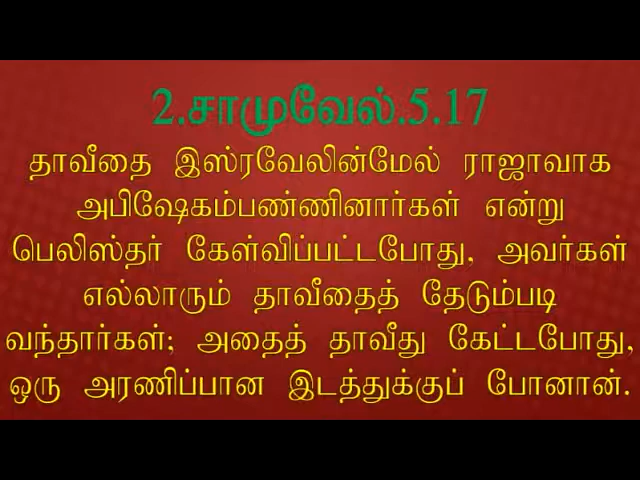 2.சாமுவேல்.5.17
தாவீதை இஸ்ரவேலின்மேல் ராஜாவாக
அபிஷேகம்பண்ணினார்கள் என்று
பெலிஸ்தர் கேள்விப்பட்டபோது, அவர்கள்
எல்லாரும் தாவீதைத் தேடும்படி
வந்தார்கள்; அதைத் தாவீது கேட்டபோது,
ஒரு அரணிப்பான இடத்துக்குப் போனான்.